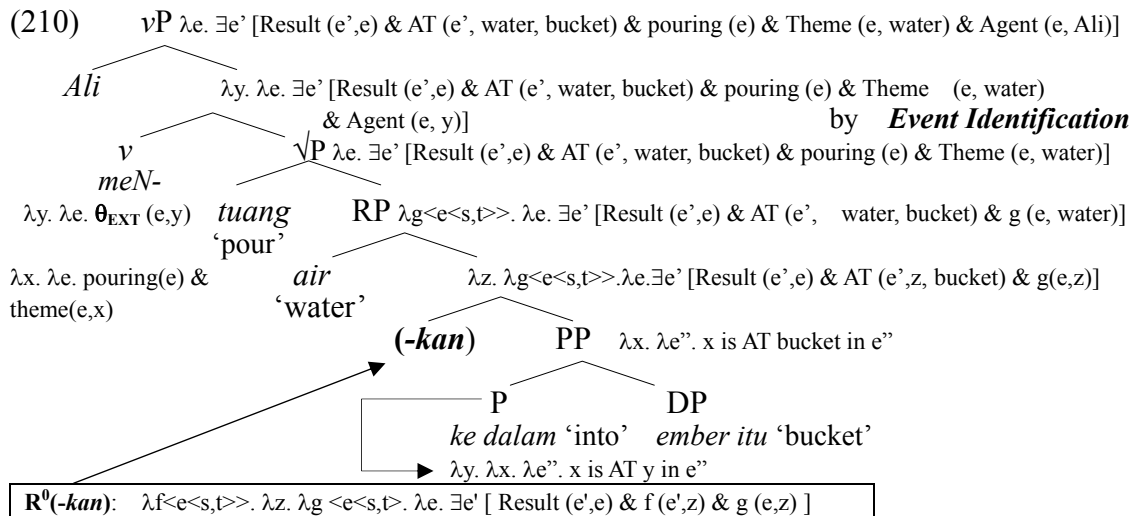 (210) vP λe. ∃e’ [Result (e’,e) & AT (e’, water, bucket) & pouring (e) & Theme (e, water) & Agent (e, Ali)]
Ali λy. λe. ∃e’ [Result (e’,e) & AT (e’, water, bucket) & pouring (e) & Theme (e, water)
& Agent (e, y)] by Event Identification
v √P λe. ∃e’ [Result (e’,e) & AT (e’, water, bucket) & pouring (e) & Theme (e, water)]
meN-
λy. λe. θEXT (e,y) tuang RP λg<e<s,t>>. λe. ∃e’ [Result (e’,e) & AT (e’, water, bucket) & g (e, water)]
‘pour’
λx. λe. pouring(e) & air λz. λg<e<s,t>>.λe.∃e’ [Result (e’,e) & AT (e’,z, bucket) & g(e,z)]
theme(e,x) ‘water’
(-kan) PP λx. λe”. x is AT bucket in e”
P DP
ke dalam ‘into’ ember itu ‘bucket’
λy. λx. λe”. x is AT y in e”
R⁰(-kan): λf<e<s,t>>. λz. λg <e<s,t>. λe. ∃e' [ Result (e',e) & f (e',z) & g (e,z) ]